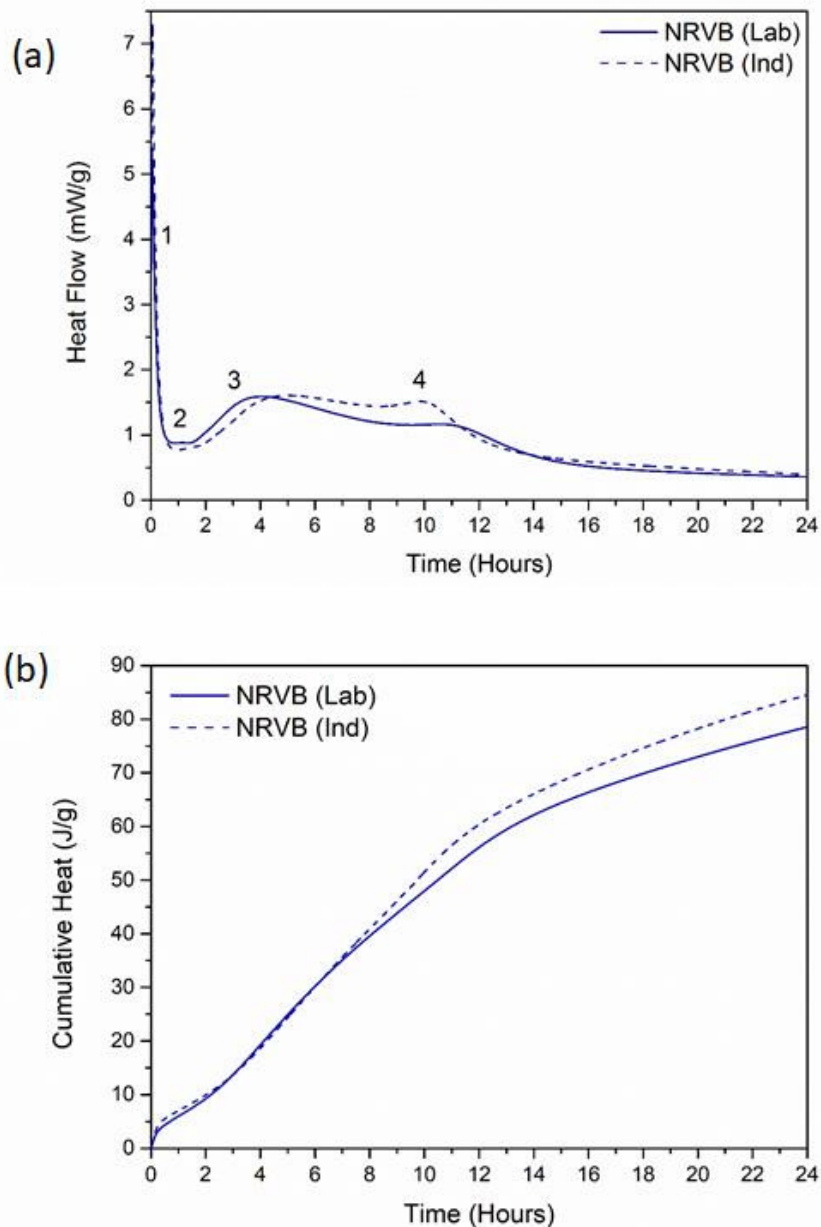 (a)
7
6
5
4
3
2
1
0
Heat Flow (mW/g)
NRVB (Lab)
NRVB (Ind)
1
2
3
4
0 2 4 6 8 10 12 14 16 18 20 22 24
Time (Hours)
(b)
90
80
70
60
50
40
30
20
10
0
Cumulative Heat (J/g)
NRVB (Lab)
NRVB (Ind)
0 2 4 6 8 10 12 14 16 18 20 22 24
Time (Hours)